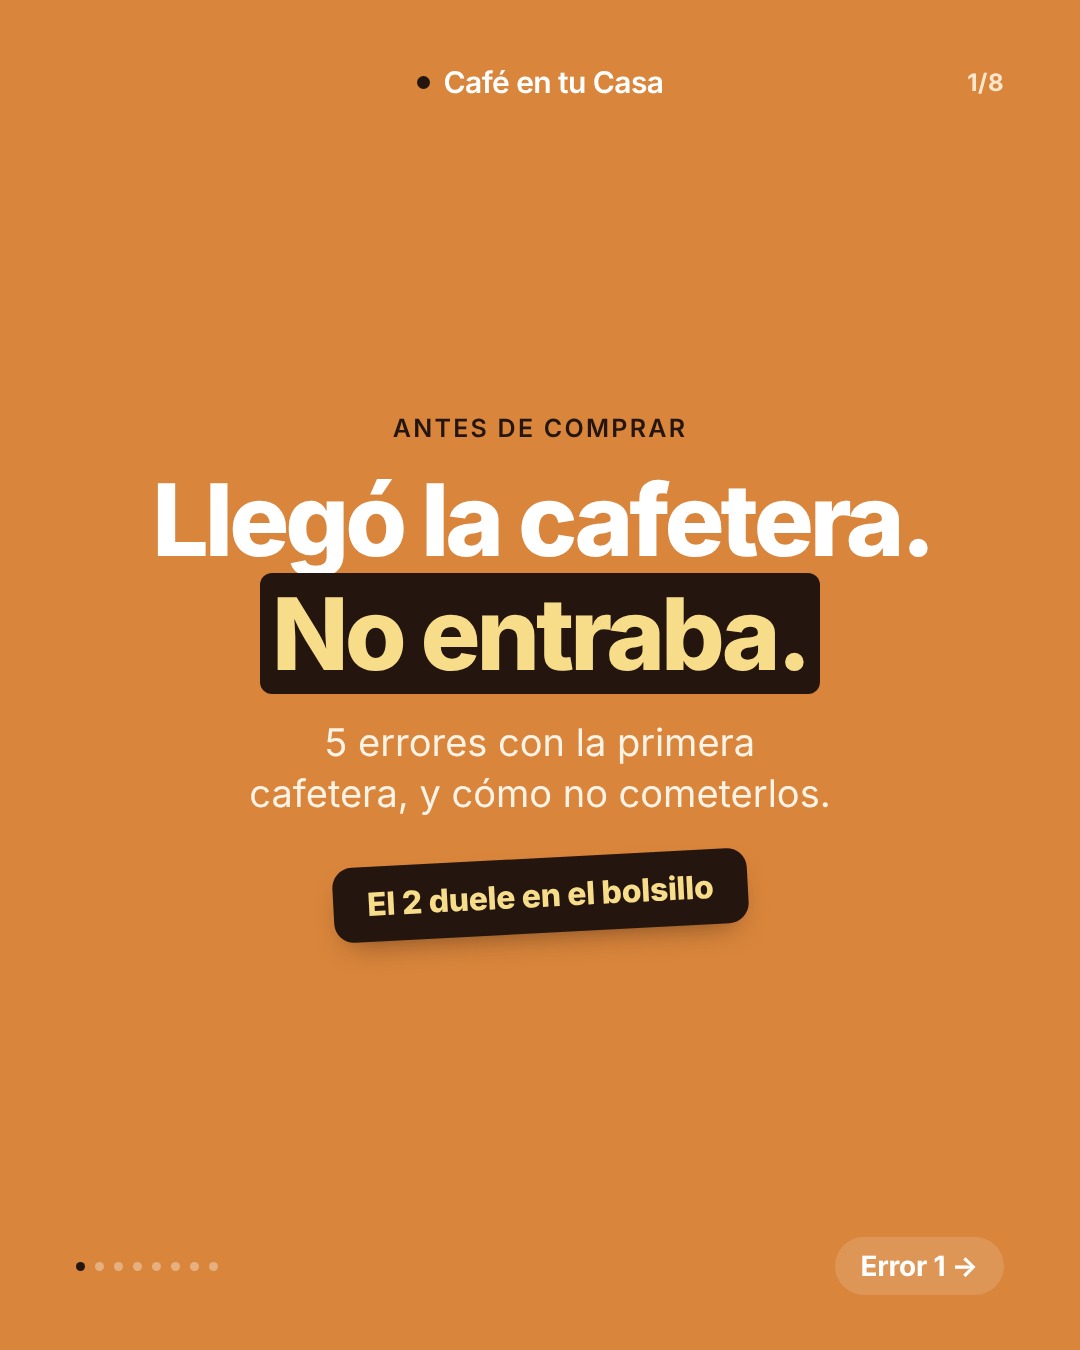 Café en tu Casa
1/8
ANTES DE COMPRAR
Llegó la cafetera.
No entraba.
5 errores con la primera
cafetera, y cómo no cometerlos.
El 2 duele en el bolsillo
Error 1 →